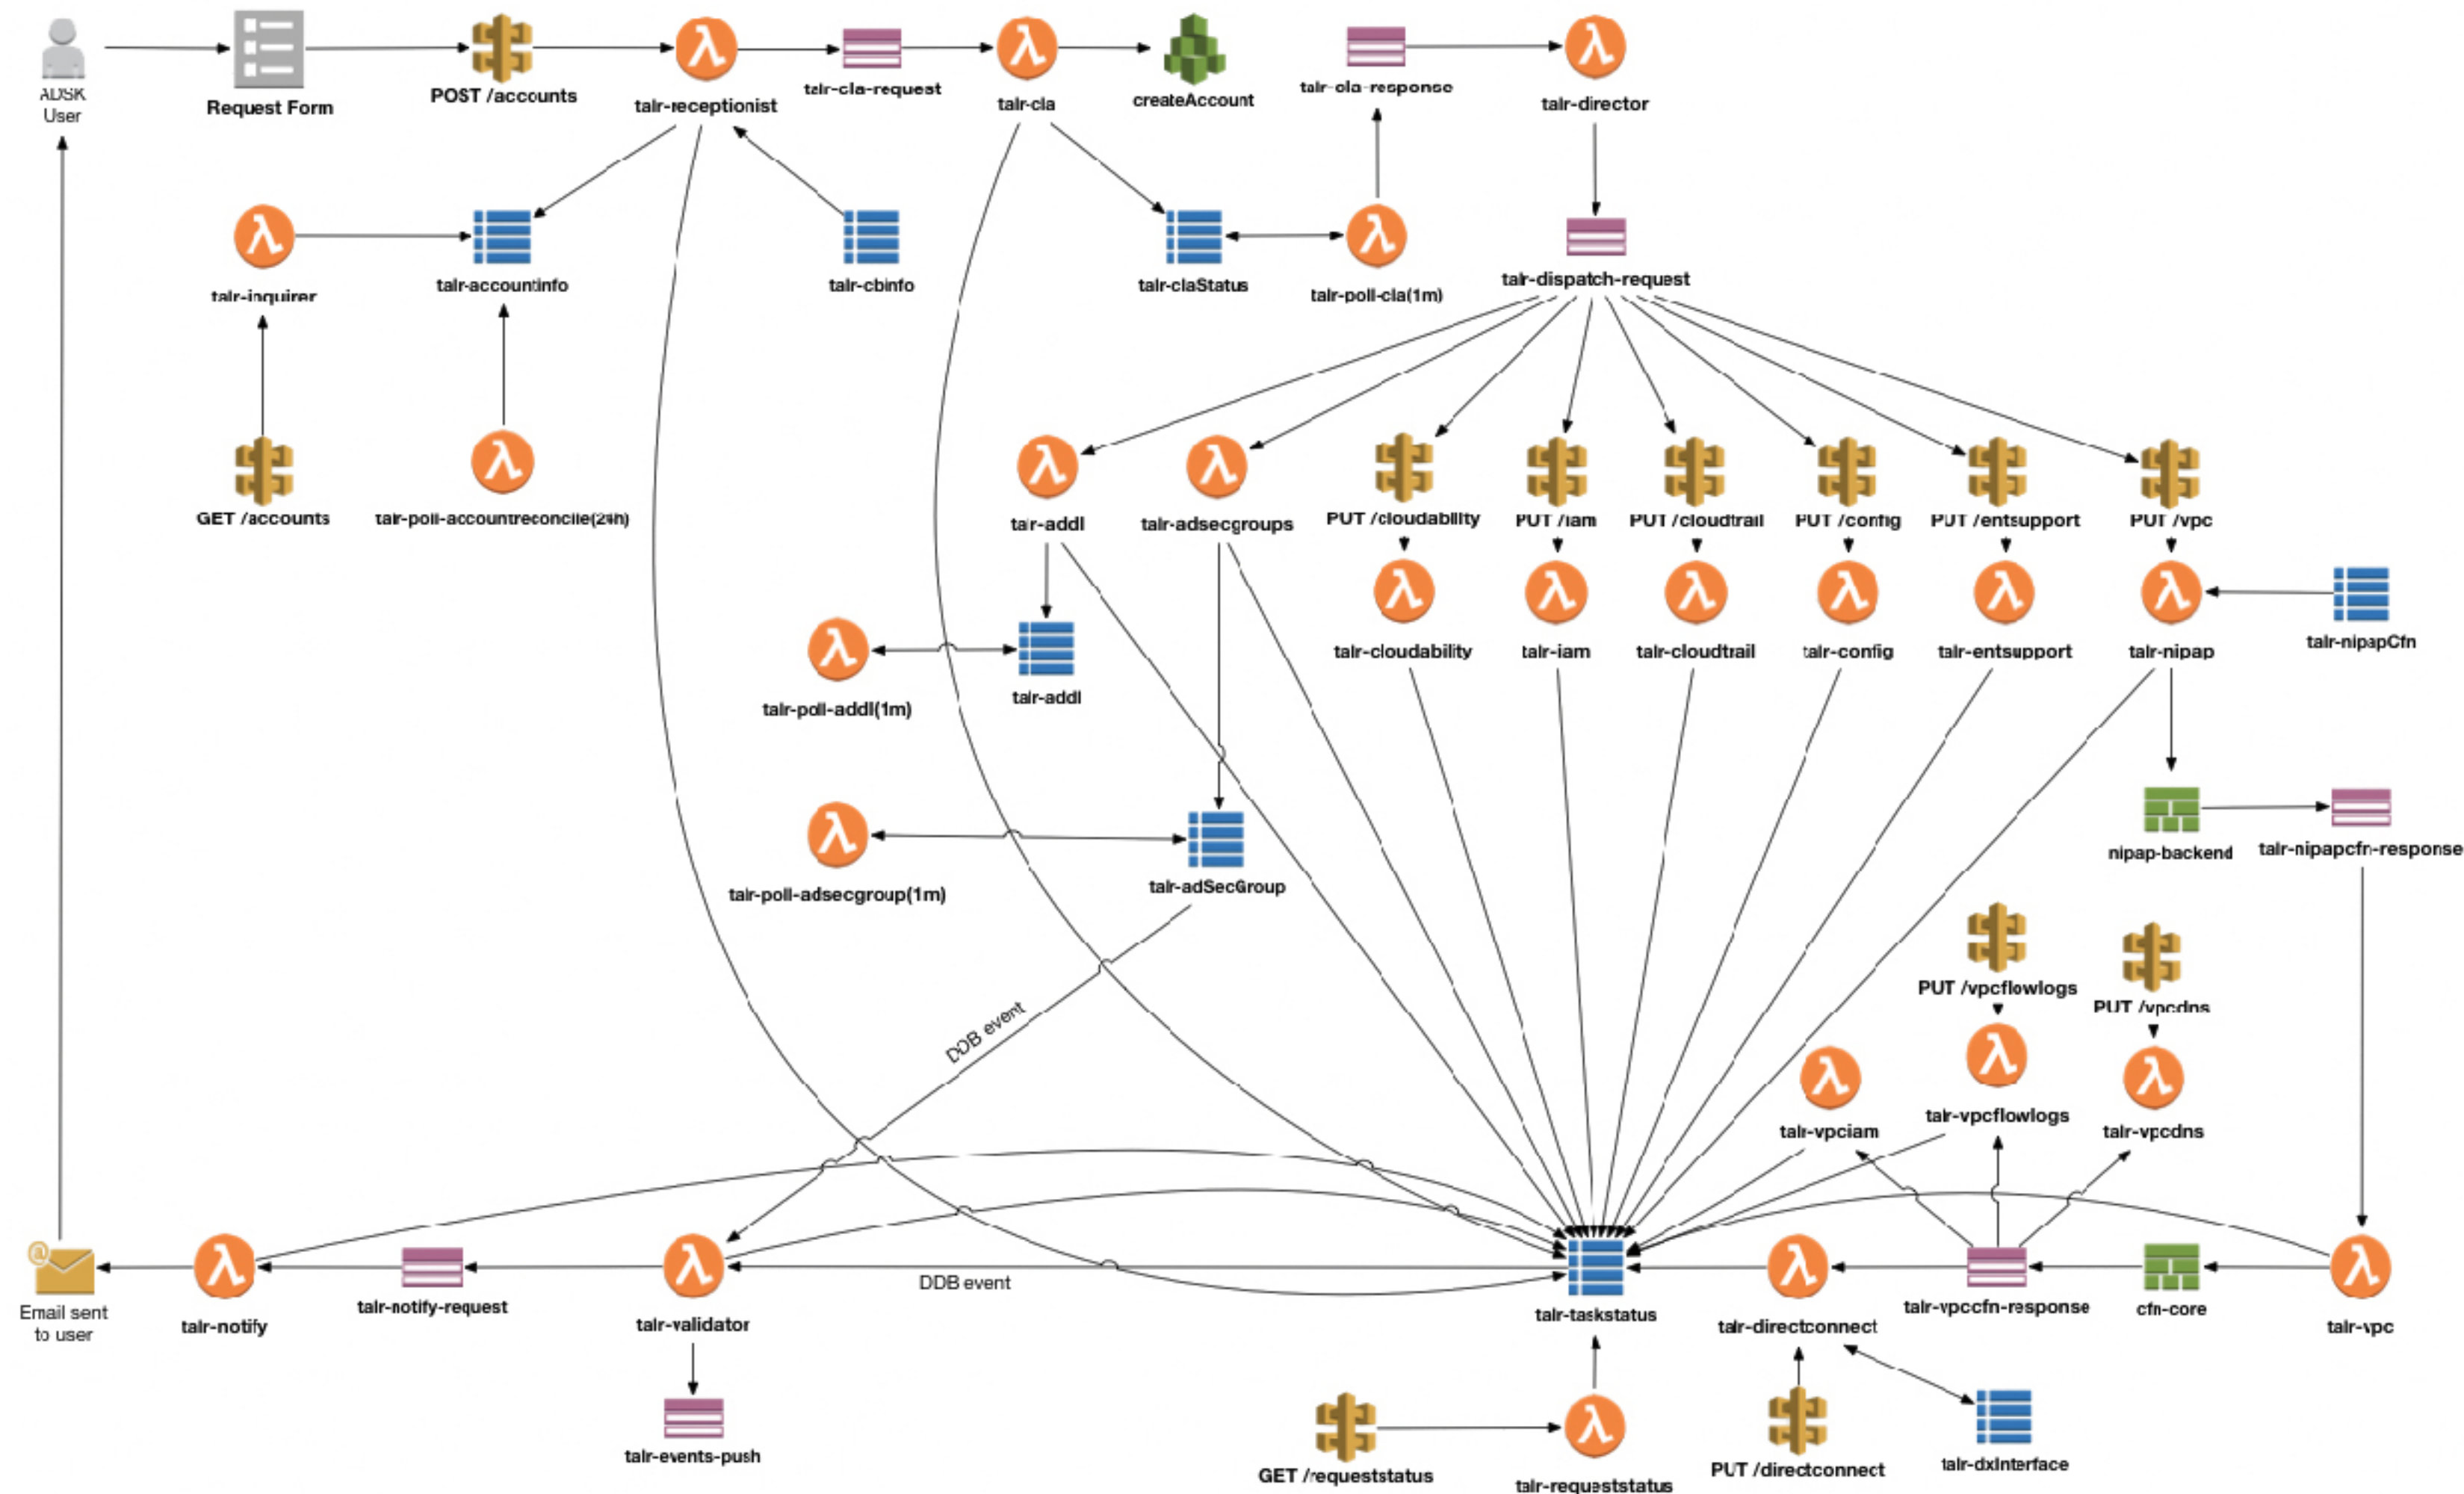 ADSK
User
Request Form
POST /accounts
talr-receptionist
talr-cla-request
talr-cla
createAccount
talr-cla-response
talr-director
talr-inquirer
talr-accountinfo
talr-cbinfo
talr-claStatus
talr-poll-cla(1m)
talr-dispatch-request
GET /accounts
talr-poll-accountreconcile(24h)
talr-addl
talr-adsecgroups
PUT /cloudability
PUT /iam
PUT /cloudtrail
PUT /config
PUT /entsupport
PUT /vpc
talr-cloudability
talr-iam
talr-cloudtrail
talr-config
talr-entsupport
talr-nipap
talr-nipapCfn
talr-poll-addl(1m)
talr-addl
talr-poll-adsecgroup(1m)
talr-adSecGroup
nipap-backend
talr-nipapcfn-response
PUT /vpcflowlogs
PUT /vpcdns
DDB event
talr-vpciam
talr-vpcflowlogs
talr-vpcdns
Email sent
to user
talr-notify
talr-notify-request
talr-validator
DDB event
talr-taskstatus
talr-directconnect
talr-vpccfn-response
cfn-core
talr-vpc
talr-events-push
GET /requeststatus
talr-requeststatus
PUT /directconnect
talr-dxInterface